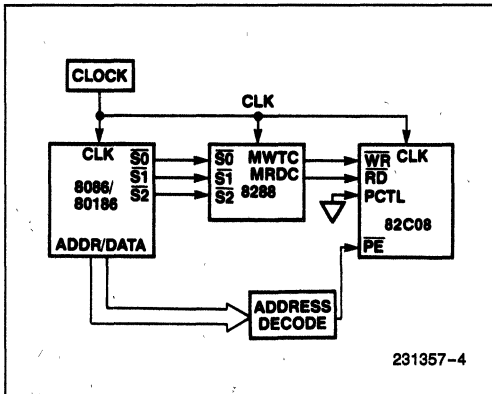 CLOCK
CLK
CLK
8086/
80186
S0
S1
S2
ADDR/DATA
S0
S1
S2
MWTC
MRDC
8288
WR
RD
PCTL
PE
CLK
82C08
ADDRESS
DECODE
231357-4